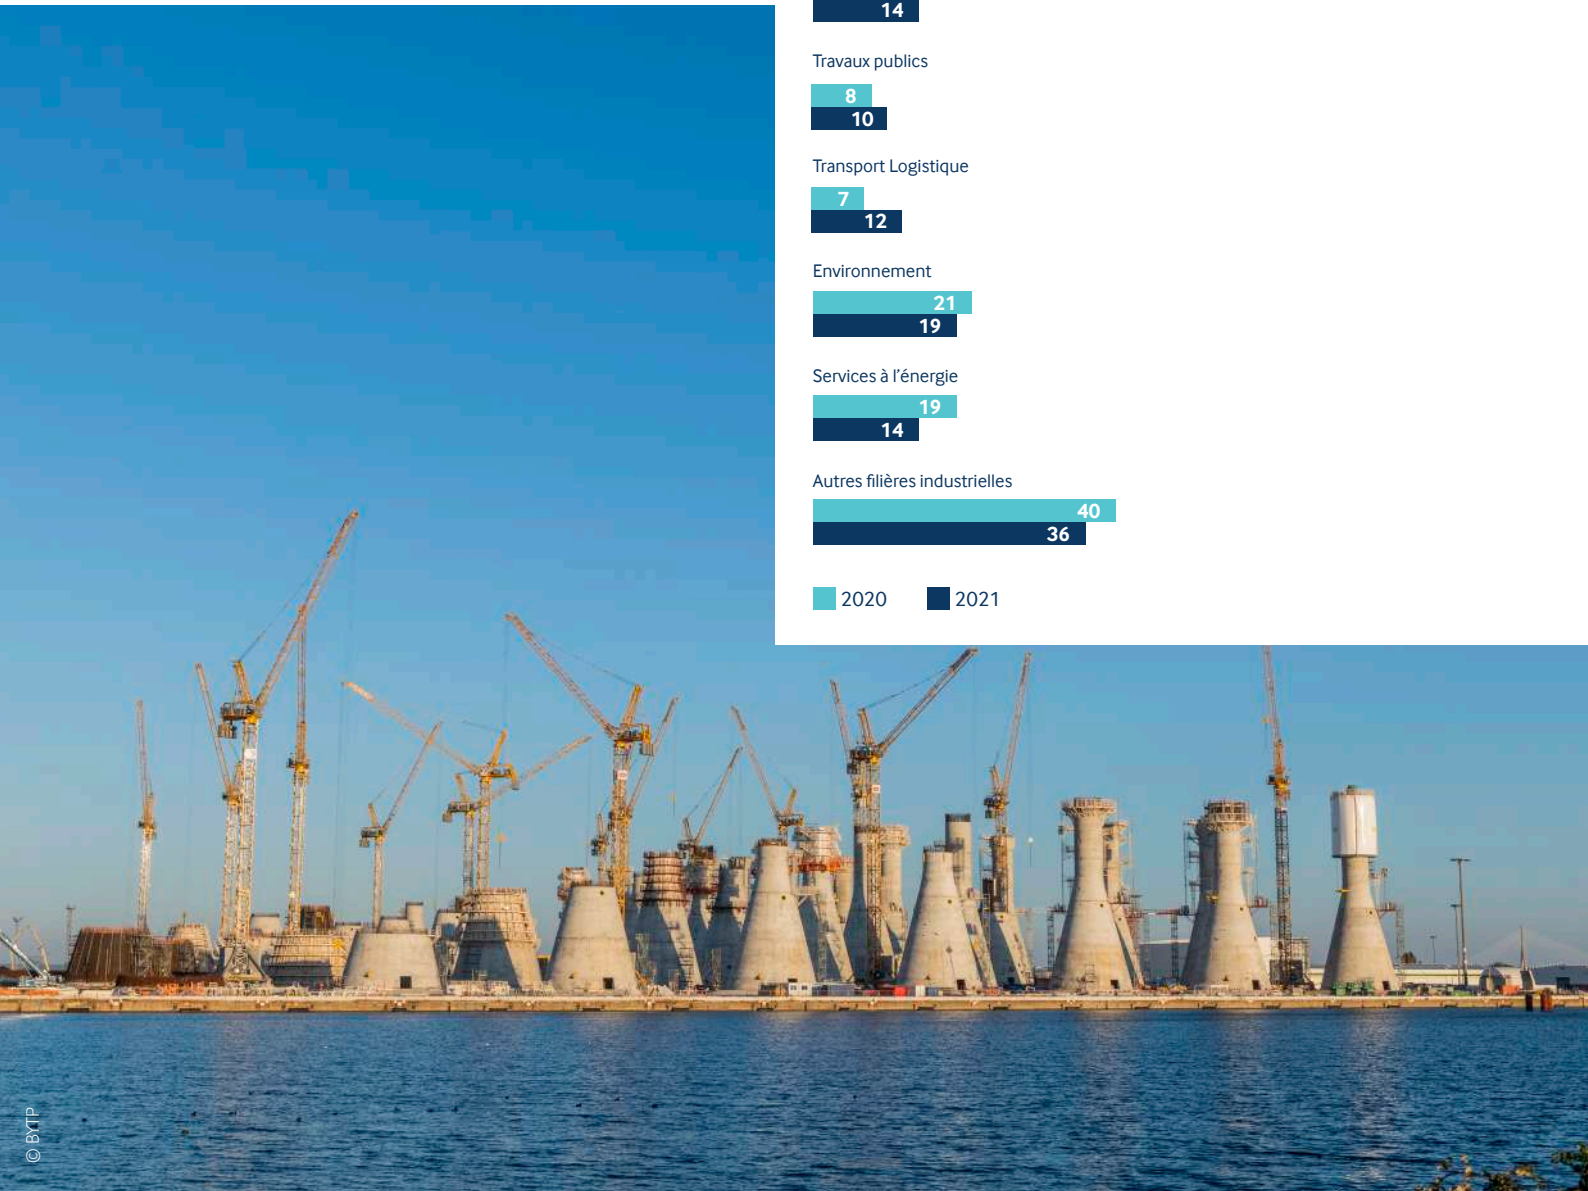 14
Travaux publics
8
10
Transport Logistique
7
12
Environnement
21
19
Services à l’énergie
19
14
Autres filières industrielles
40
36
2020 2021
© BYTP